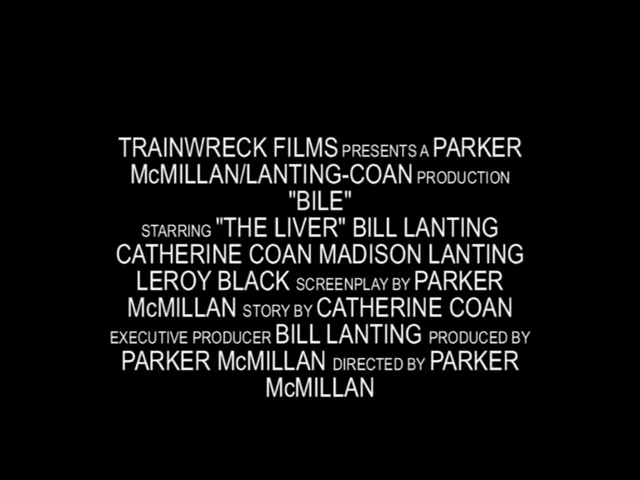 TRAINWRECK FILMS PRESENTS A PARKER
McMILLAN/LANTING-COAN PRODUCTION
"BILE"
STARRING "THE LIVER" BILL LANTING
CATHERINE COAN MADISON LANTING
LEROY BLACK SCREENPLAY BY PARKER
McMILLAN STORY BY CATHERINE COAN
EXECUTIVE PRODUCER BILL LANTING PRODUCED BY
PARKER McMILLAN DIRECTED BY PARKER
McMILLAN